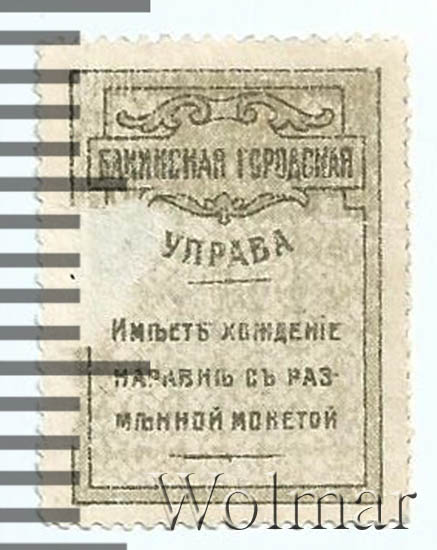 БАКИНСКАЯ ГОРОДСКАЯ
УПРАВА
ИМѢЕТЪ ХОЖДЕНІЕ
НАРАВНѢ СЪ РАЗ-
МѢННОЙ МОНЕТОЙ
Wolmar